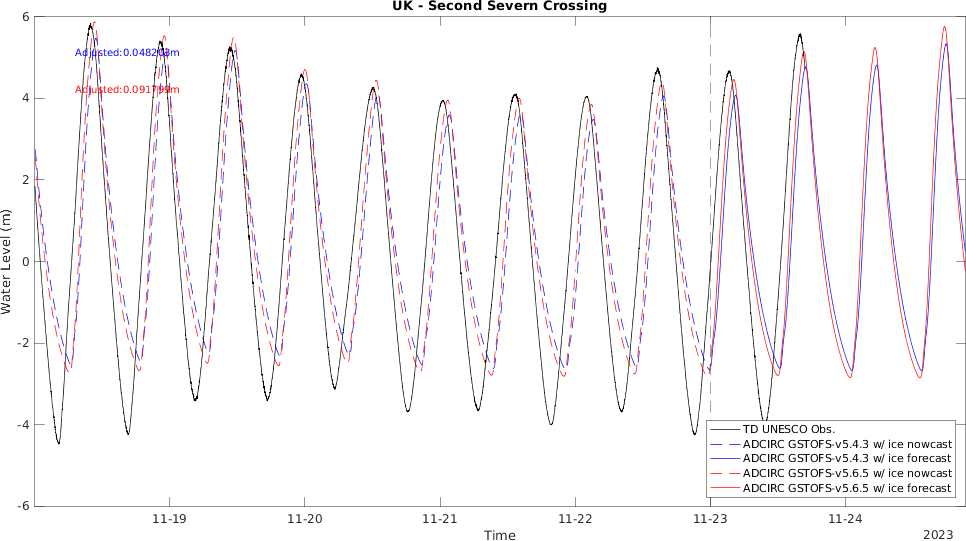 UK - Second Severn Crossing
6
4
2
0
-2
-4
-6
Water Level (m)
Adjusted:0.048203m
Adjusted:0.091799m
11-19
11-20
11-21
11-22
11-23
11-24
Time
2023
TD UNESCO Obs.
ADCIRC GSTOFS-v5.4.3 w/ ice nowcast
ADCIRC GSTOFS-v5.4.3 w/ ice forecast
ADCIRC GSTOFS-v5.6.5 w/ ice nowcast
ADCIRC GSTOFS-v5.6.5 w/ ice forecast